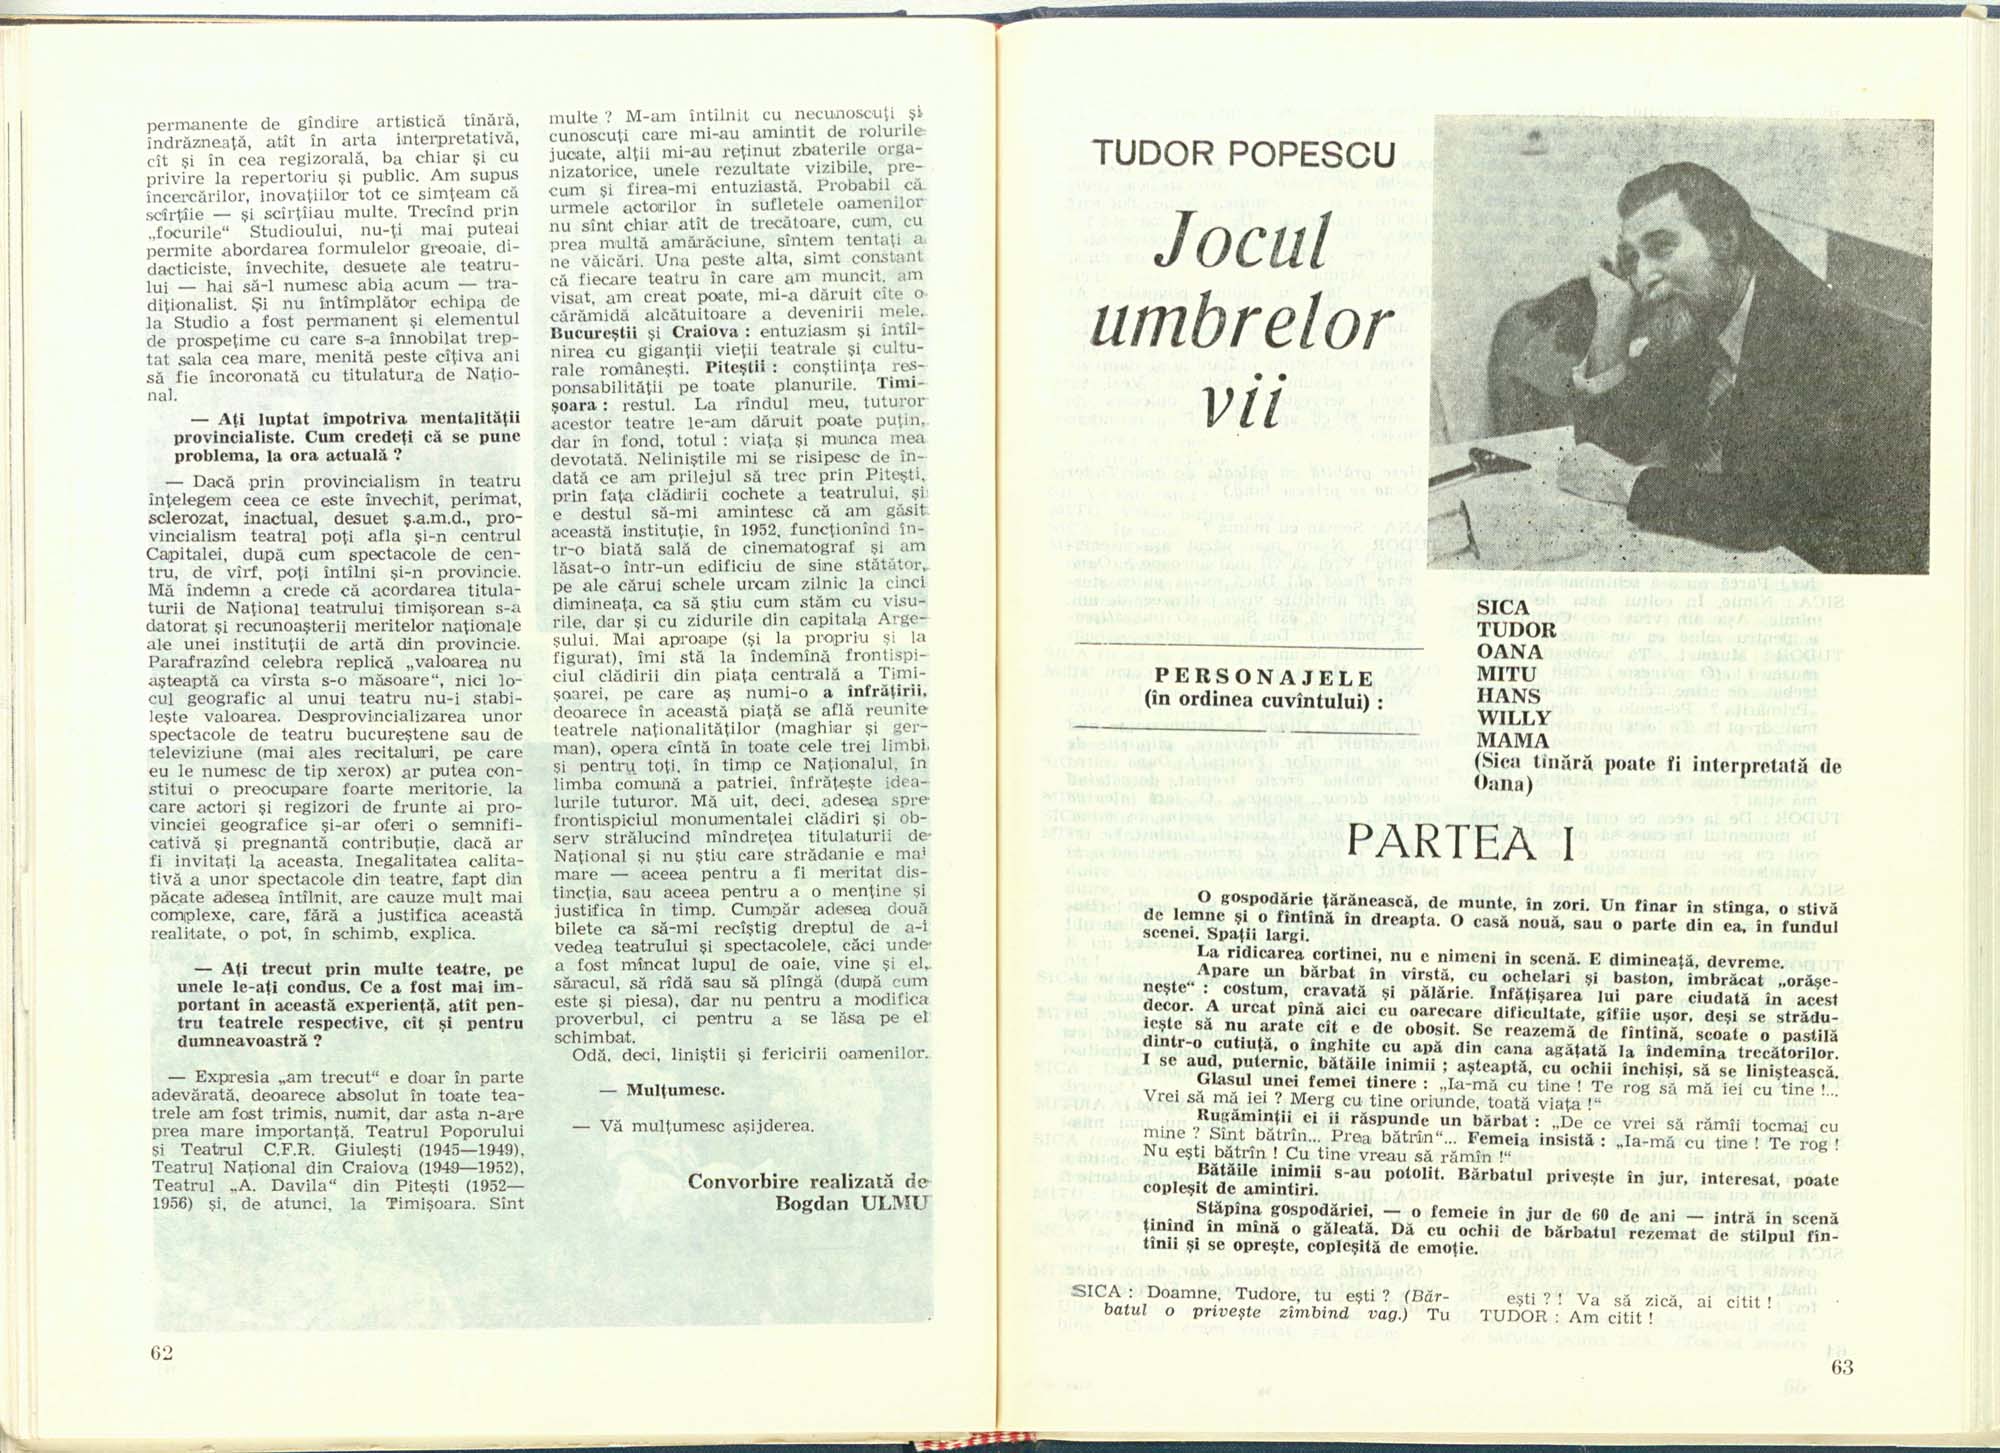 permanente de gîndire artistică tînără,
îndrăzneață, atît în arta interpretativă,
cît și în cea regizorală, ba chiar și cu
privire la repertoriu și public. Am supus
încercărilor, inovațiilor tot ce simțeam că
scîrțîie — și scîrțîiau multe. Trecînd prin
„focurile“ Studioului, nu-ți mai puteai
permite abordarea formulelor greoaie, di-
dacticiste, învechite, desuete ale teatru-
lui — hai să-l numesc abia acum — tra-
diționalist. Și nu întîmplător echipa de
la Studio a fost permanent și elementul
de prospețime cu care s-a înnobilat trep-
tat sala cea mare, menită peste cîțiva ani
să fie încoronată cu titulatura de Națio-
nal.
— Ați luptat împotriva mentalității
provincialiste. Cum credeți că se pune
problema, la ora actuală ?
— Dacă prin provincialism în teatru
înțelegem ceea ce este învechit, perimat,
sclerozat, inactual, desuet ș.a.m.d., pro-
vincialism teatral poți afla și-n centrul
Capitalei, după cum spectacole de cen-
tru, de vîrf, poți întîlni și-n provincie.
Mă îndemn a crede că acordarea titula-
turii de Național teatrului timișorean s-a
datorat și recunoașterii meritelor naționale
ale unei instituții de artă din provincie.
Parafrazînd celebra replică „valoarea nu
așteaptă ca vîrsta s-o măsoare“, nici lo-
cul geografic al unui teatru nu-i stabi-
lește valoarea. Desprovincializarea unor
spectacole de teatru bucureștene sau de
televiziune (mai ales recitaluri, pe care
eu le numesc de tip xerox) ar putea con-
stitui o preocupare foarte meritorie, la
care actori și regizori de frunte ai pro-
vinciei geografice și-ar oferi o semnifi-
cativă și pregnantă contribuție, dacă ar
fi invitați la aceasta. Inegalitatea calita-
tivă a unor spectacole din teatre, fapt din
păcate adesea întîlnit, are cauze mult mai
complexe, care, fără a justifica această
realitate, o pot, în schimb, explica.
— Ați trecut prin multe teatre, pe
unele le-ați condus. Ce a fost mai im-
portant în această experiență, atît pen-
tru teatrele respective, cît și pentru
dumneavoastră ?
— Expresia „am trecut“ e doar în parte
adevărată, deoarece absolut în toate tea-
trele am fost trimis, numit, dar asta n-are
prea mare importanță. Teatrul Poporului
și Teatrul C.F.R. Giulești (1945—1949),
Teatrul Național din Craiova (1949—1952),
Teatrul „A. Davila“ din Pitești (1952—
1956) și, de atunci, la Timișoara. Sînt
62
multe ? M-am întîlnit cu necunoscuți și
cunoscuți care mi-au amintit de rolurile
jucate, alții mi-au reținut zbaterile orga-
nizatorice, unele rezultate vizibile, pre-
cum și firea-mi entuziastă. Probabil că
urmele actorilor în sufletele oamenilor
nu sînt chiar atît de trecătoare, cum, cu
prea multă amărăciune, sîntem tentați a
ne văicări. Una peste alta, simt constant
că fiecare teatru în care am muncit, am
visat, am creat poate, mi-a dăruit cîte o
cărămidă alcătuitoare a devenirii mele.
Bucureștii și Craiova : entuziasm și întîl-
nirea cu giganții vieții teatrale și cultu-
rale românești. Piteștii : conștiința res-
ponsabilității pe toate planurile. Timi-
șoara : restul. La rîndul meu, tuturor
acestor teatre le-am dăruit poate puțin,
dar în fond, totul : viața și munca mea
devotată. Neliniștile mi se risipesc de în-
dată ce am prilejul să trec prin Pitești,
prin fața clădirii cochete a teatrului, și
e destul să-mi amintesc că am găsit
această instituție, în 1952, funcționînd în-
tr-o biată sală de cinematograf și am
lăsat-o într-un edificiu de sine stătător,
pe ale cărui schele urcam zilnic la cinci
dimineața, ca să știu cum stăm cu visu-
rile, dar și cu zidurile din capitala Arge-
șului. Mai aproape (și la propriu și la
figurat), îmi stă la îndemînă frontispi-
ciul clădirii din piața centrală a Timi-
șoarei, pe care aș numi-o a înfrățirii,
deoarece în această piață se află reunite
teatrele naționalităților (maghiar și ger-
man), opera cîntă în toate cele trei limbi
și pentru toți, în timp ce Naționalul, în
limba comună a patriei, înfrățește idea-
lurile tuturor. Mă uit, deci, adesea spre
frontispiciul monumentalei clădiri și ob-
serv strălucind mîndrețea titulaturii de
Național și nu știu care strădanie e mai
mare — aceea pentru a fi meritat dis-
tincția, sau aceea pentru a o menține și
justifica în timp. Cumpăr adesea două
bilete ca să-mi recîștig dreptul de a-i
vedea teatrului și spectacolele, căci unde
a fost mîncat lupul de oaie, vine și el,
săracul, să rîdă sau să plîngă (după cum
este și piesa), dar nu pentru a modifica
proverbul, ci pentru a se lăsa pe el
schimbat.
Odă, deci, liniștii și fericirii oamenilor.
— Mulțumesc.
— Vă mulțumesc așijderea.
Convorbire realizată de
Bogdan ULMU
TUDOR POPESCU
Jocul
umbrelor
vii
PERSONAJELE
(în ordinea cuvîntului) :
SICA
TUDOR
OANA
MITU
HANS
WILLY
MAMA
(Sica tînără poate fi interpretată de
Oana)
PARTEA I
O gospodărie țărănească, de munte, în zori. Un fînar în stînga, o stivă
de lemne și o fîntînă în dreapta. O casă nouă, sau o parte din ea, în fundul
scenei. Spații largi.
La ridicarea cortinei, nu e nimeni în scenă. E dimineață, devreme.
Apare un bărbat în vîrstă, cu ochelari și baston, îmbrăcat „orășe-
nește“ : costum, cravată și pălărie. Înfățișarea lui pare ciudată în acest
decor. A urcat pînă aici cu oarecare dificultate, gîfîie ușor, deși se strădu-
iește să nu arate cît e de obosit. Se reazemă de fîntînă, scoate o pastilă
dintr-o cutiuță, o înghite cu apă din cana agățată la îndemîna trecătorilor.
I se aud, puternic, bătăile inimii ; așteaptă, cu ochii închiși, să se liniștească.
Glasul unei femei tinere : „Ia-mă cu tine ! Te rog să mă iei cu tine !...
Vrei să mă iei ? Merg cu tine oriunde, toată viața !“
Rugăminții ei îi răspunde un bărbat : „De ce vrei să rămîi tocmai cu
mine ? Sînt bătrîn... Prea bătrîn“... Femeia insistă : „Ia-mă cu tine ! Te rog !
Nu ești bătrîn ! Cu tine vreau să rămîn !“
Bătăile inimii s-au potolit. Bărbatul privește în jur, interesat, poate
copleșit de amintiri.
Stăpîna gospodăriei, — o femeie în jur de 60 de ani — intră în scenă
ținînd în mînă o găleată. Dă cu ochii de bărbatul rezemat de stîlpul fîn-
tînii și se oprește, copleșită de emoție.
SICA : Doamne, Tudore, tu ești ? (Băr-
batul o privește zîmbind vag.) Tu
ești ? ! Va să zică, ai citit !
TUDOR : Am citit !
63